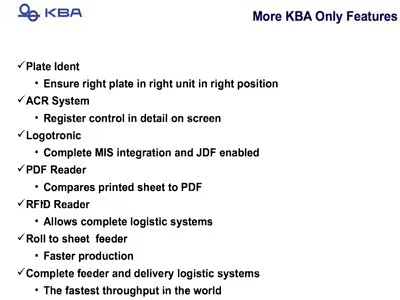 KBA
More KBA Only Features
✓Plate Ident
• Ensure right plate in right unit in right position
✓ACR System
• Register control in detail on screen
✓Logotronic
• Complete MIS integration and JDF enabled
✓PDF Reader
• Compares printed sheet to PDF
✓RFID Reader
• Allows complete logistic systems
✓Roll to sheet feeder
• Faster production
✓Complete feeder and delivery logistic systems
• The fastest throughput in the world